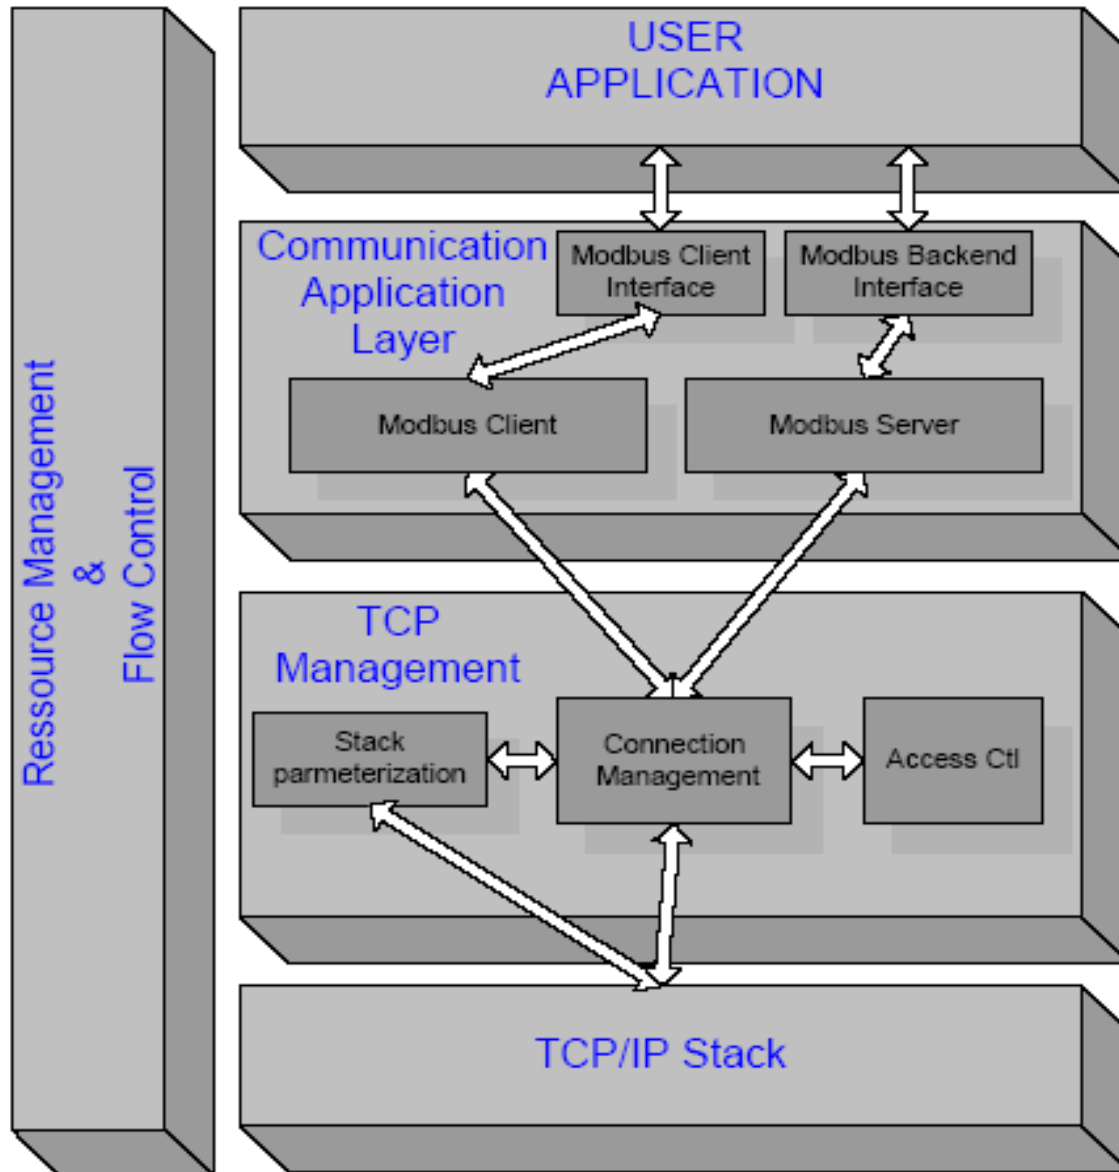 USER
APPLICATION
Communication
Application
Layer
Modbus Client
Interface
Modbus Backend
Interface
Modbus Client
Modbus Server
Ressource Management
&
Flow Control
TCP
Management
Stack
parmeterization
Connection
Management
Access Ctl
TCP/IP Stack